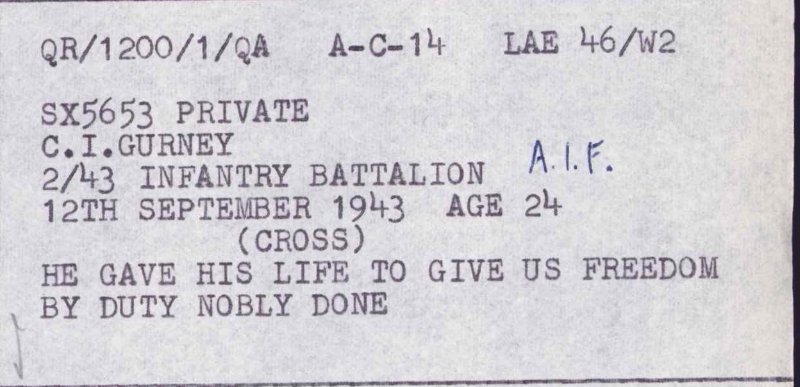 QR/1200/1/QA A-C-14 LAE 46/W2
SX5653 PRIVATE
C.I.GURNEY
2/43 INFANTRY BATTALION A.I.F.
12TH SEPTEMBER 1943 AGE 24
(CROSS)
HE GAVE HIS LIFE TO GIVE US FREEDOM
BY DUTY NOBLY DONE